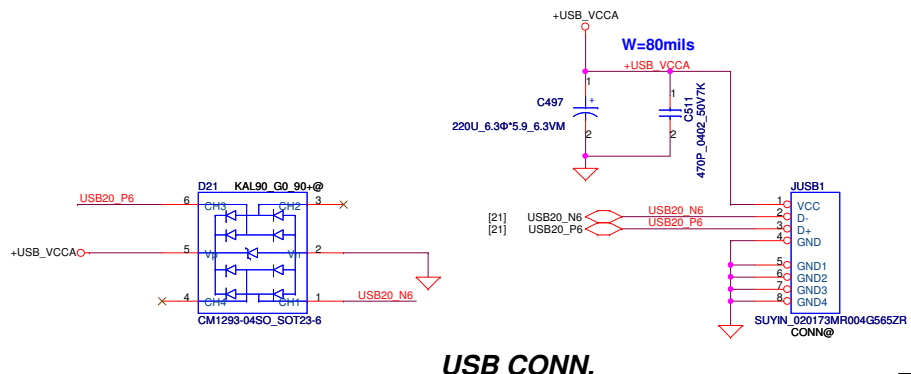 +USB_VCCA
W=80mils
+USB_VCCA
1
C497
+
220U_6.3Φ*5.9_6.3VM
2
1
C511
470P_0402_50V7K
2
D21 KAL90_G0_90+@
USB20_P6 6 CH3 CH2 3
+USB_VCCA 5 Vp Vn 2
4 CH4 CH1 1 USB20_N6
CM1293-04SO_SOT23-6
JUSB1
1 VCC
[21] USB20_N6 USB20_N6 2 D-
[21] USB20_P6 USB20_P6 3 D+
4 GND
5 GND1
6 GND2
7 GND3
8 GND4
SUYIN_020173MR004G565ZR
CONN@
USB CONN.